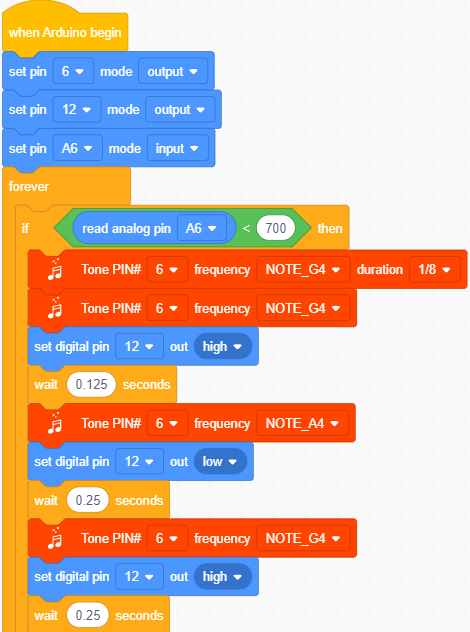 when Arduino begin
set pin 6 mode output
set pin 12 mode output
set pin A6 mode input
forever
if read analog pin A6 < 700 then
Tone PIN# 6 frequency NOTE_G4 duration 1/8
Tone PIN# 6 frequency NOTE_G4
set digital pin 12 out high
wait 0.125 seconds
Tone PIN# 6 frequency NOTE_A4
set digital pin 12 out low
wait 0.25 seconds
Tone PIN# 6 frequency NOTE_G4
set digital pin 12 out high
wait 0.25 seconds